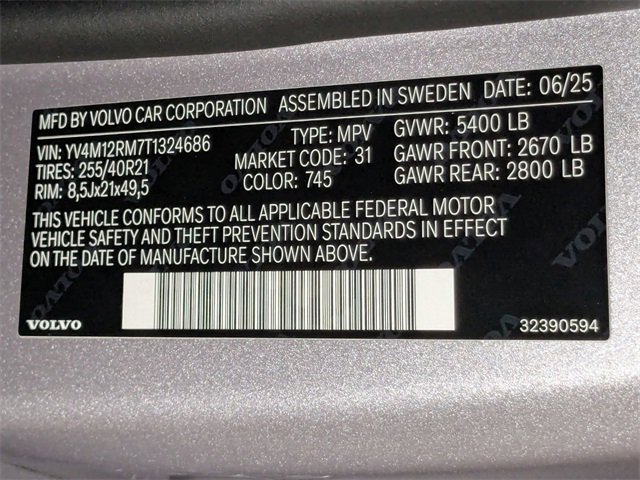 MFD BY VOLVO CAR CORPORATION ASSEMBLED IN SWEDEN DATE: 06/25
VIN: YV4M12RM7T1324686 TYPE: MPV GVWR: 5400 LB
TIRES: 255/40R21 MARKET CODE: 31 GAWR FRONT: 2670 LB
RIM: 8,5Jx21x49,5 COLOR: 745 GAWR REAR: 2800 LB
THIS VEHICLE CONFORMS TO ALL APPLICABLE FEDERAL MOTOR
VEHICLE SAFETY AND THEFT PREVENTION STANDARDS IN EFFECT
ON THE DATE OF MANUFACTURE SHOWN ABOVE.
VOLVO 32390594